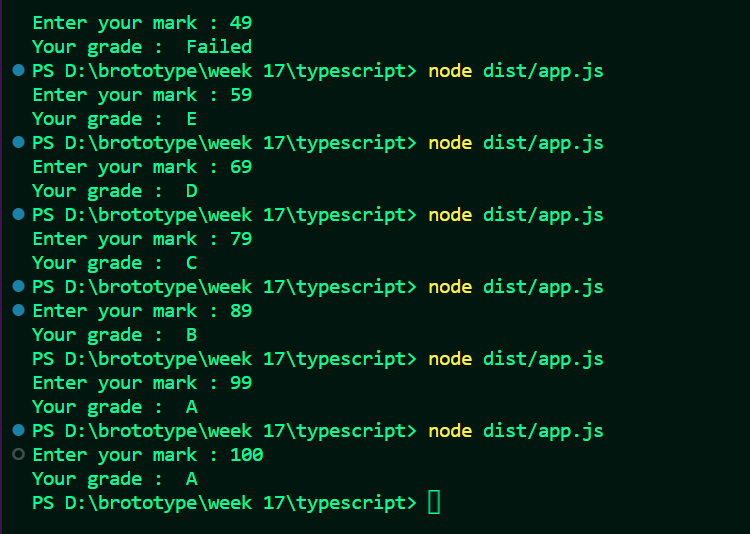 Enter your mark : 49
Your grade :  Failed
PS D:\brototype\week 17\typescript> node dist/app.js
Enter your mark : 59
Your grade :  E
PS D:\brototype\week 17\typescript> node dist/app.js
Enter your mark : 69
Your grade :  D
PS D:\brototype\week 17\typescript> node dist/app.js
Enter your mark : 79
Your grade :  C
PS D:\brototype\week 17\typescript> node dist/app.js
Enter your mark : 89
Your grade :  B
PS D:\brototype\week 17\typescript> node dist/app.js
Enter your mark : 99
Your grade :  A
PS D:\brototype\week 17\typescript> node dist/app.js
Enter your mark : 100
Your grade :  A
PS D:\brototype\week 17\typescript>